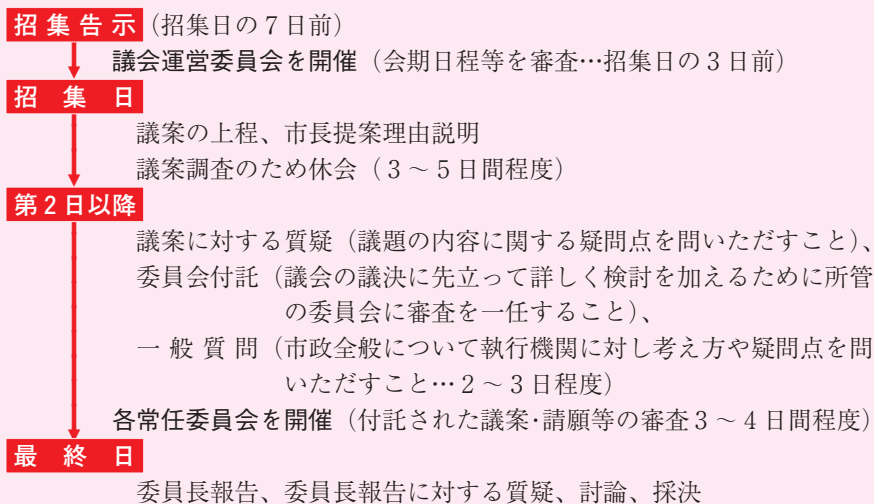 招集告示（招集日の７日前）
議会運営委員会を開催（会期日程等を審査…招集日の３日前）
招集日
議案の上程、市長提案理由説明
議案調査のため休会（３～５日間程度）
第２日以降
議案に対する質疑（議題の内容に関する疑問点を問いただすこと）、
委員会付託（議会の議決に先立って詳しく検討を加えるために所管
の委員会に審査を一任すること）、
一般質問（市政全般について執行機関に対し考え方や疑問点を問
いただすこと…２～３日程度）
各常任委員会を開催（付託された議案・請願等の審査３～４日間程度）
最終日
委員長報告、委員長報告に対する質疑、討論、採決